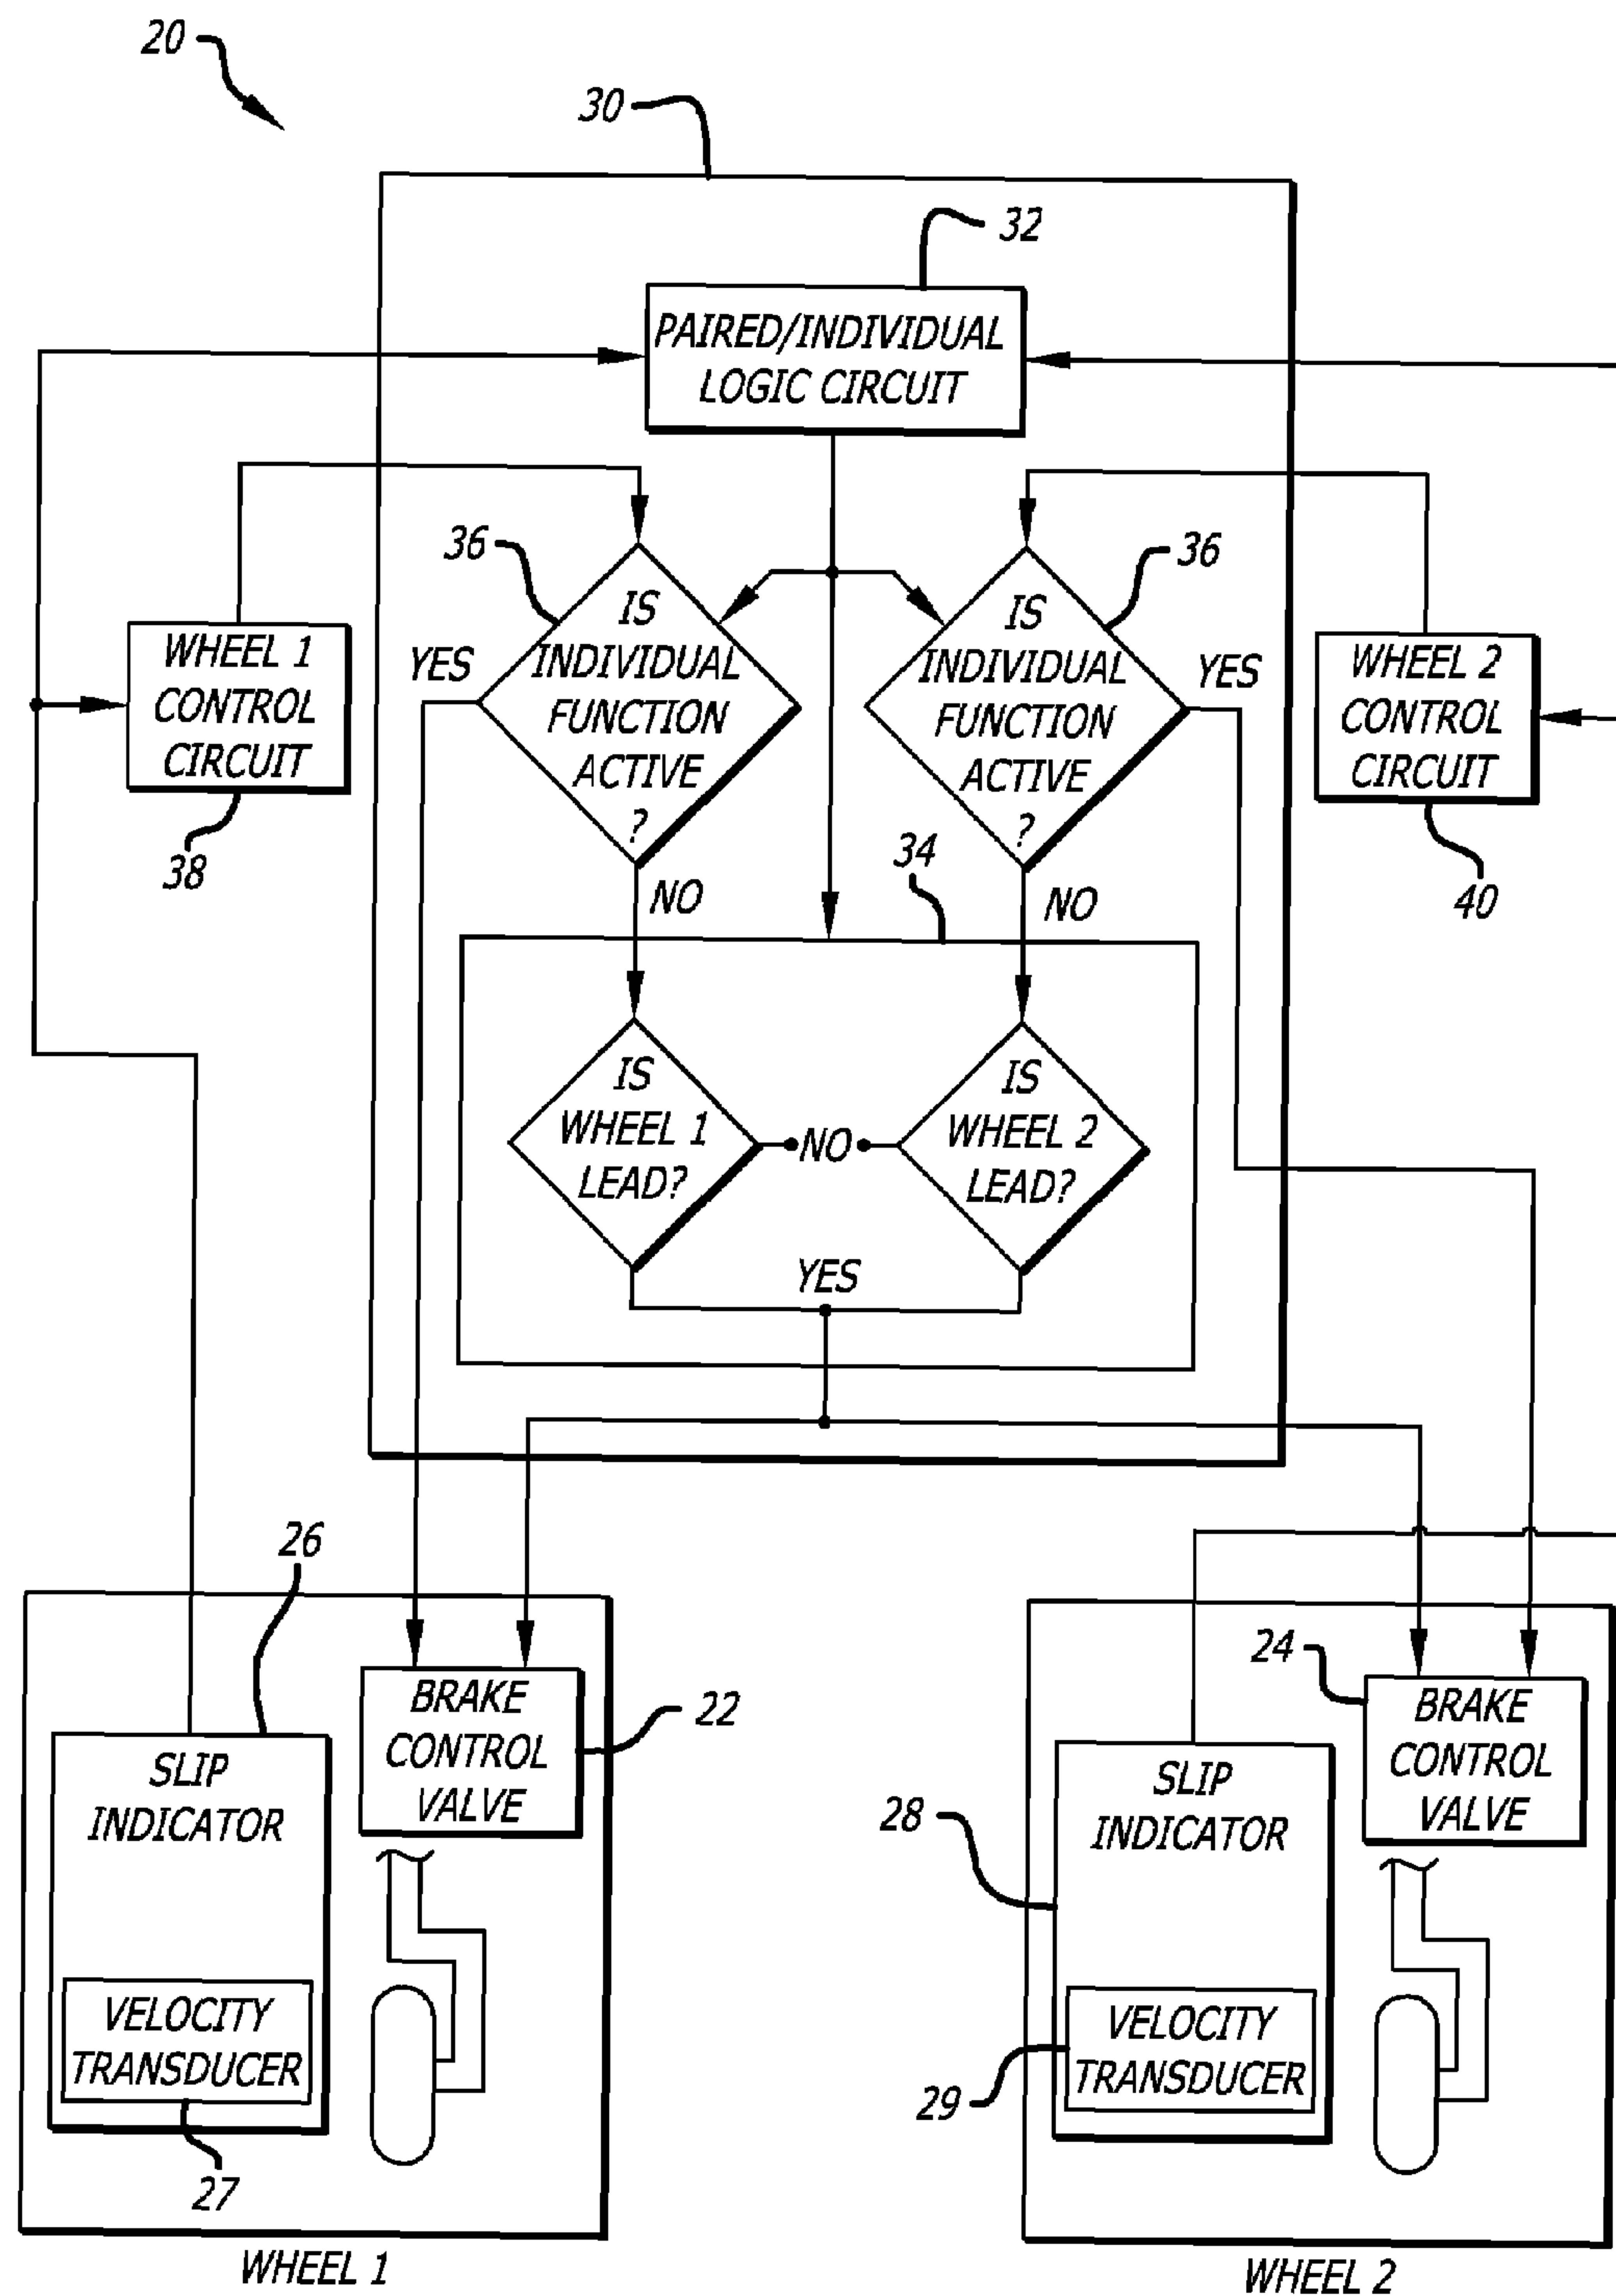 20
30
32
PAIRED/INDIVIDUAL
LOGIC CIRCUIT
36
36
IS
INDIVIDUAL
FUNCTION
ACTIVE
?
IS
INDIVIDUAL
FUNCTION
ACTIVE
?
YES
YES
WHEEL 1
CONTROL
CIRCUIT
38
WHEEL 2
CONTROL
CIRCUIT
40
NO
34
NO
IS
WHEEL 1
LEAD?
NO
IS
WHEEL 2
LEAD?
YES
26
SLIP
INDICATOR
VELOCITY
TRANSDUCER
27
BRAKE
CONTROL
VALVE
22
WHEEL 1
24
BRAKE
CONTROL
VALVE
28
SLIP
INDICATOR
29
VELOCITY
TRANSDUCER
WHEEL 2